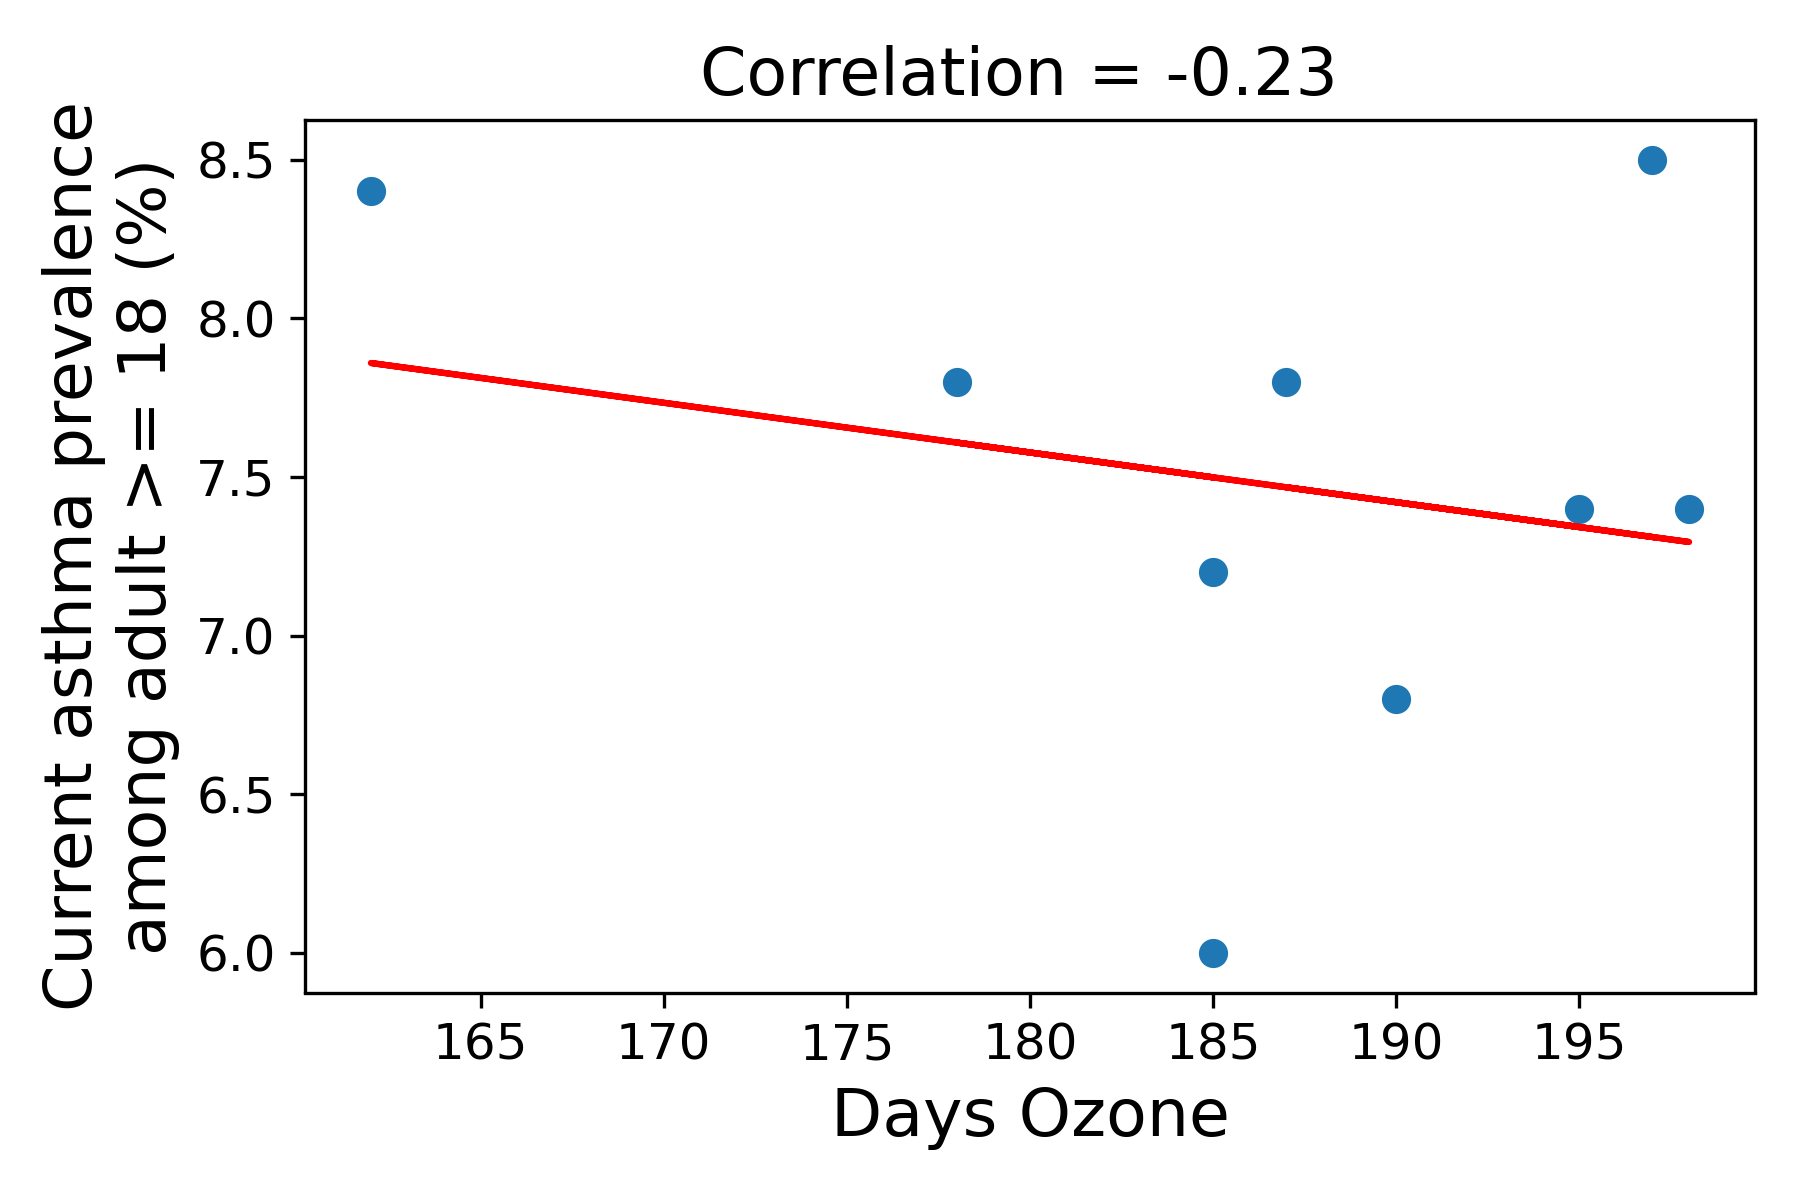 Correlation = -0.23
Current asthma prevalence
among adult >= 18 (%)
8.5
8.0
7.5
7.0
6.5
6.0
165 170 175 180 185 190 195
Days Ozone